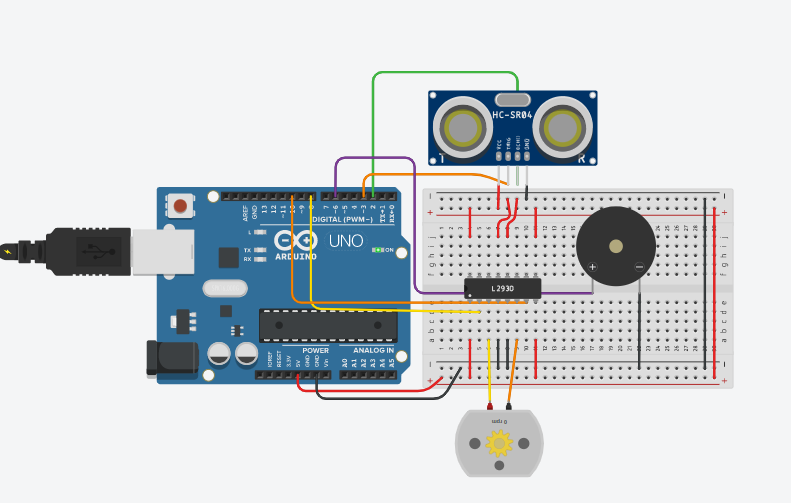 HC-SR04
VCC
TRIG
ECHO
GND
T
R
AREF
GND
13
12
~11
~10
~9
8
7
~6
~5
4
~3
2
TX→1
RX←0
DIGITAL (PWM~)
L
TX
RX
UNO
ON
ARDUINO
L293D
POWER
ANALOG IN
IOREF
RESET
3.3V
5V
GND
GND
Vin
A0
A1
A2
A3
A4
A5
0 rpm